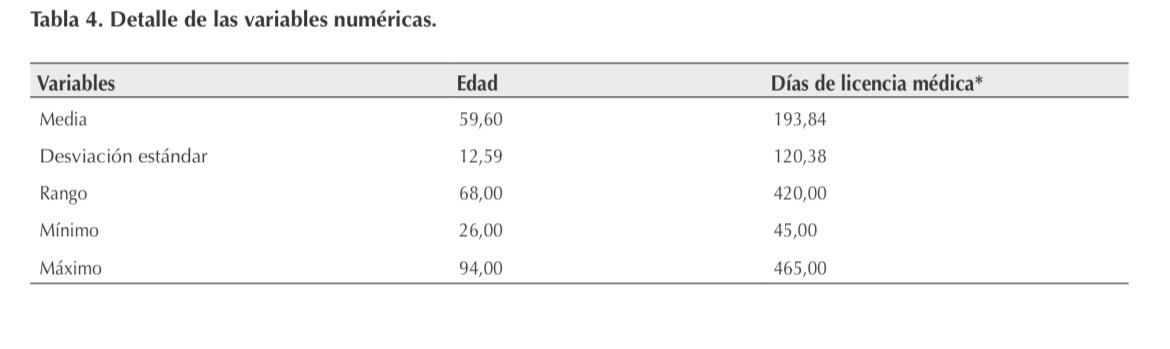 Tabla 4. Detalle de las variables numéricas.
Variables Edad Días de licencia médica*
Media 59,60 193,84
Desviación estándar 12,59 120,38
Rango 68,00 420,00
Mínimo 26,00 45,00
Máximo 94,00 465,00